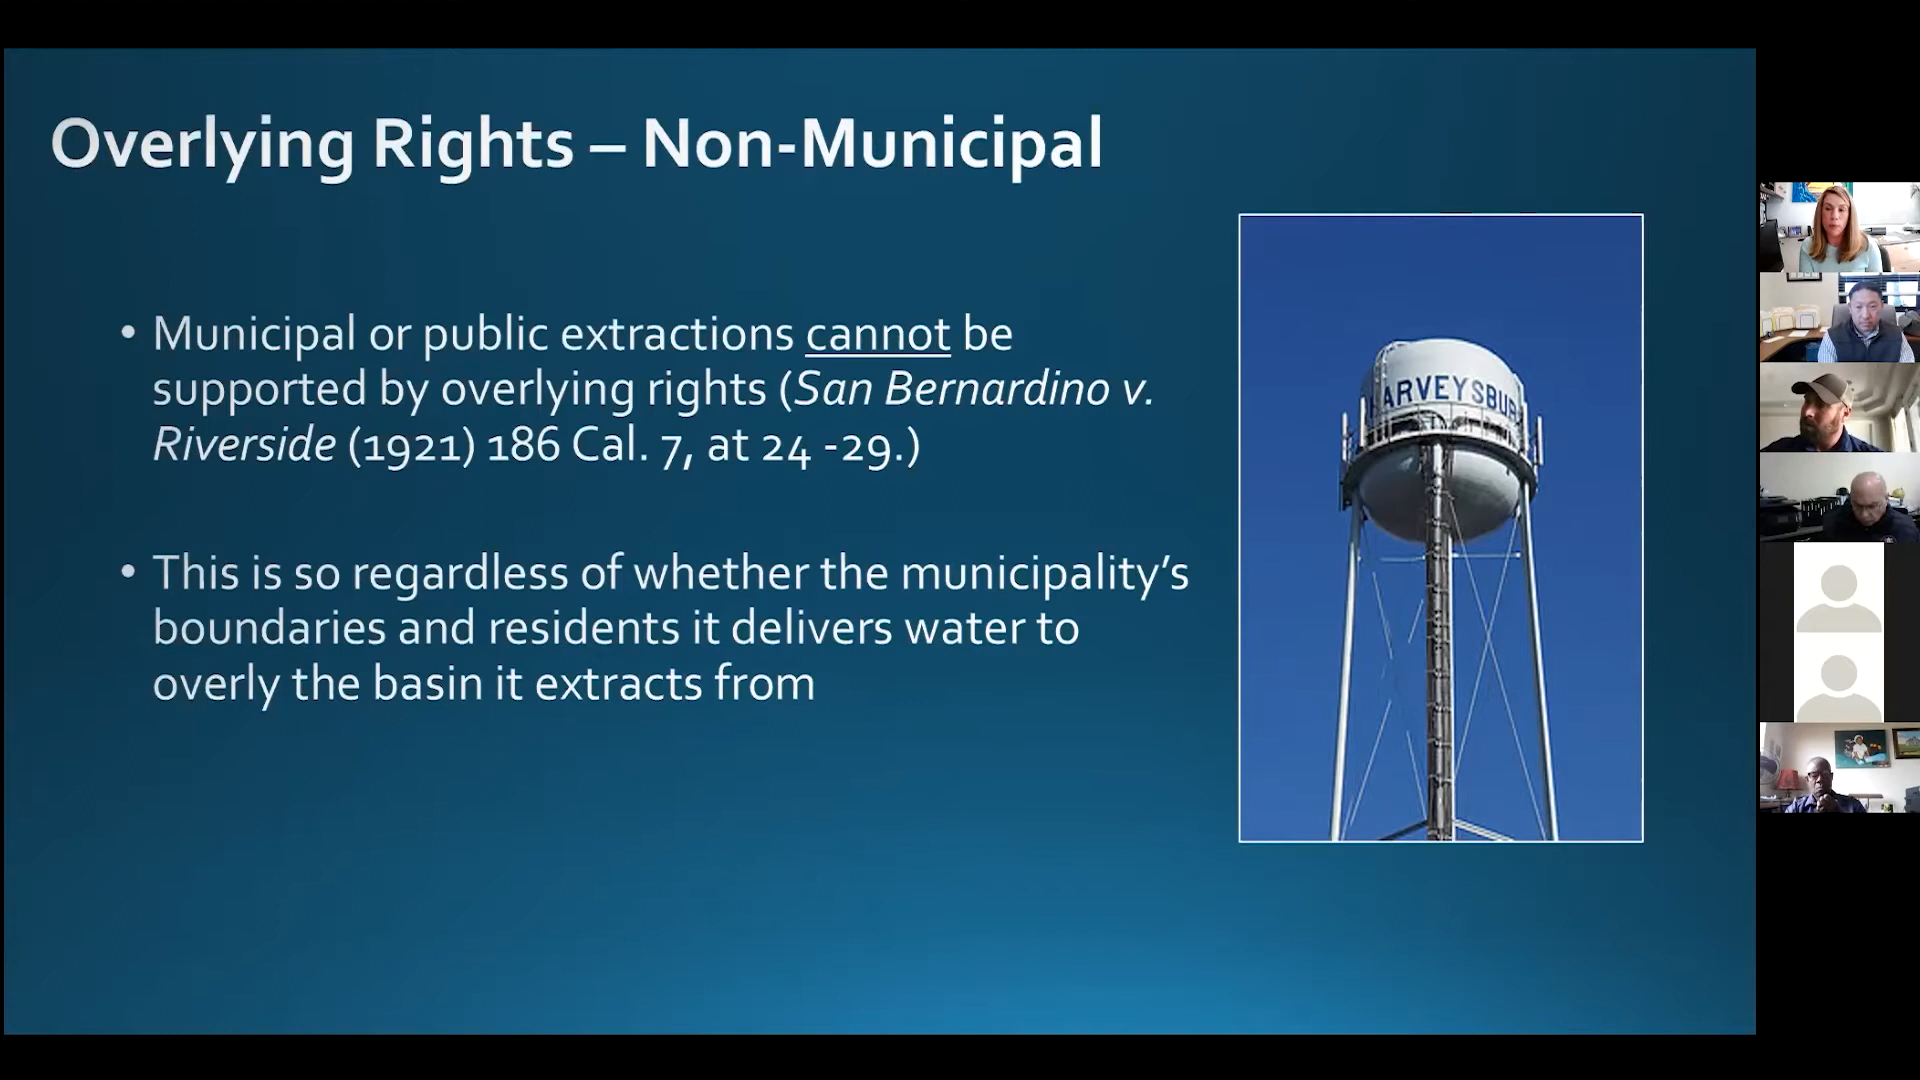 Overlying Rights – Non-Municipal
• Municipal or public extractions cannot be
supported by overlying rights (San Bernardino v.
Riverside (1921) 186 Cal. 7, at 24 -29.)
• This is so regardless of whether the municipality’s
boundaries and residents it delivers water to
overly the basin it extracts from
ARVEYSBUR